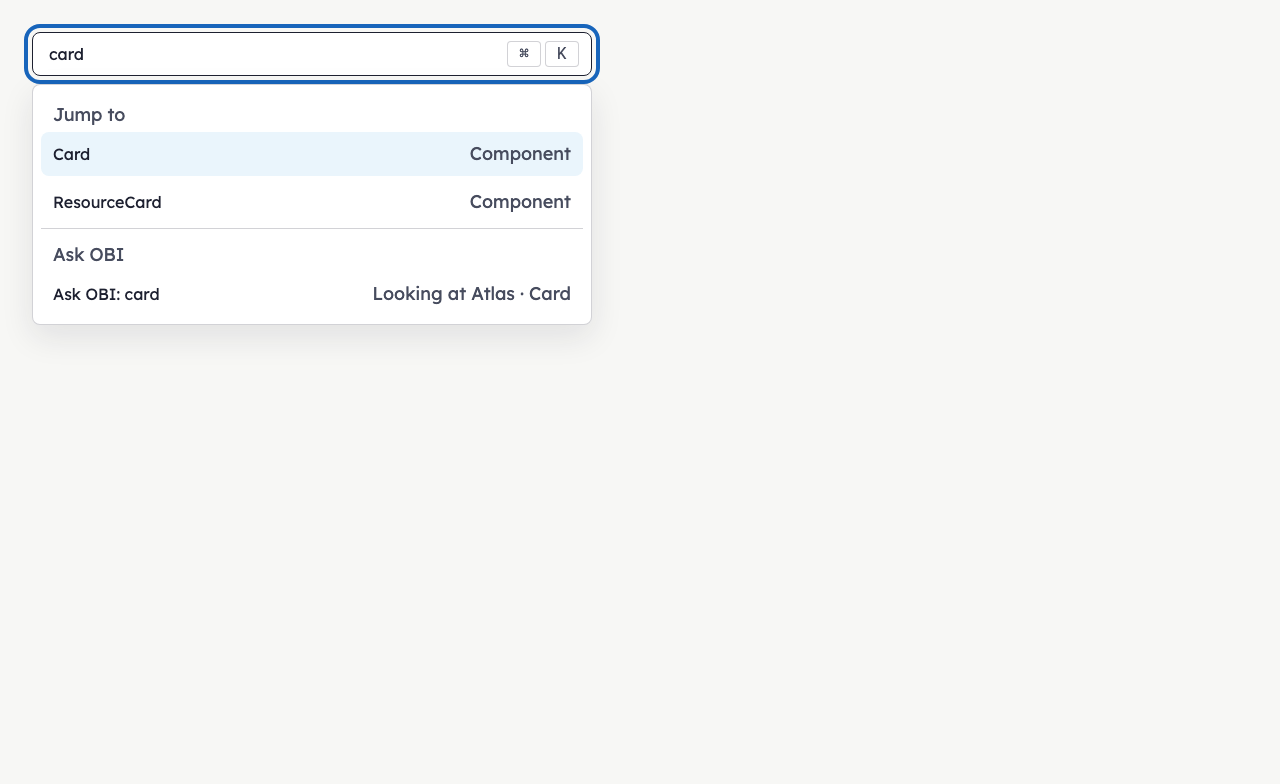 card ⌘ K
Jump to
Card Component
ResourceCard Component
Ask OBI
Ask OBI: card Looking at Atlas · Card